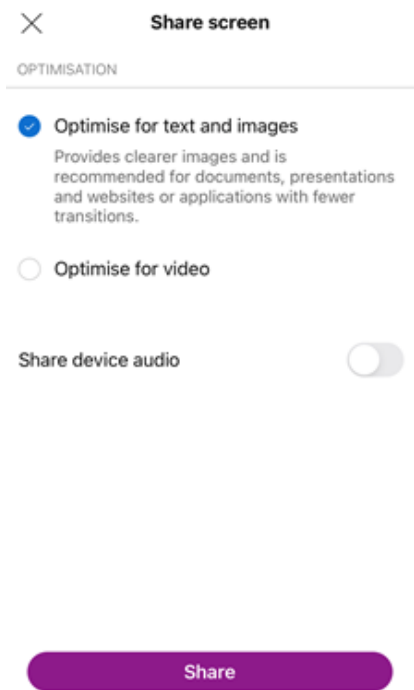 Share screen
OPTIMISATION
Optimise for text and images
Provides clearer images and is
recommended for documents, presentations
and websites or applications with fewer
transitions.
Optimise for video
Share device audio
Share